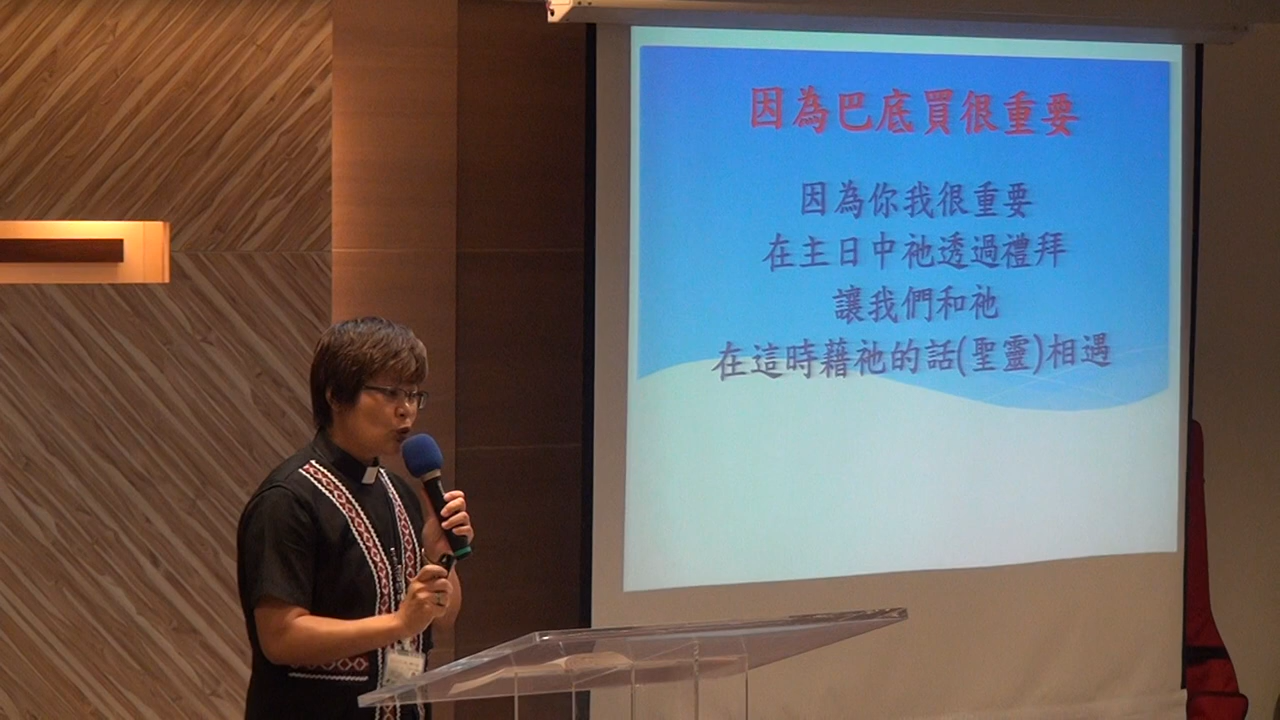 因為巴底買很重要
因為你我很重要
在主日中祂透過禮拜
讓我們和祂
在這時藉祂的話(聖靈)相遇